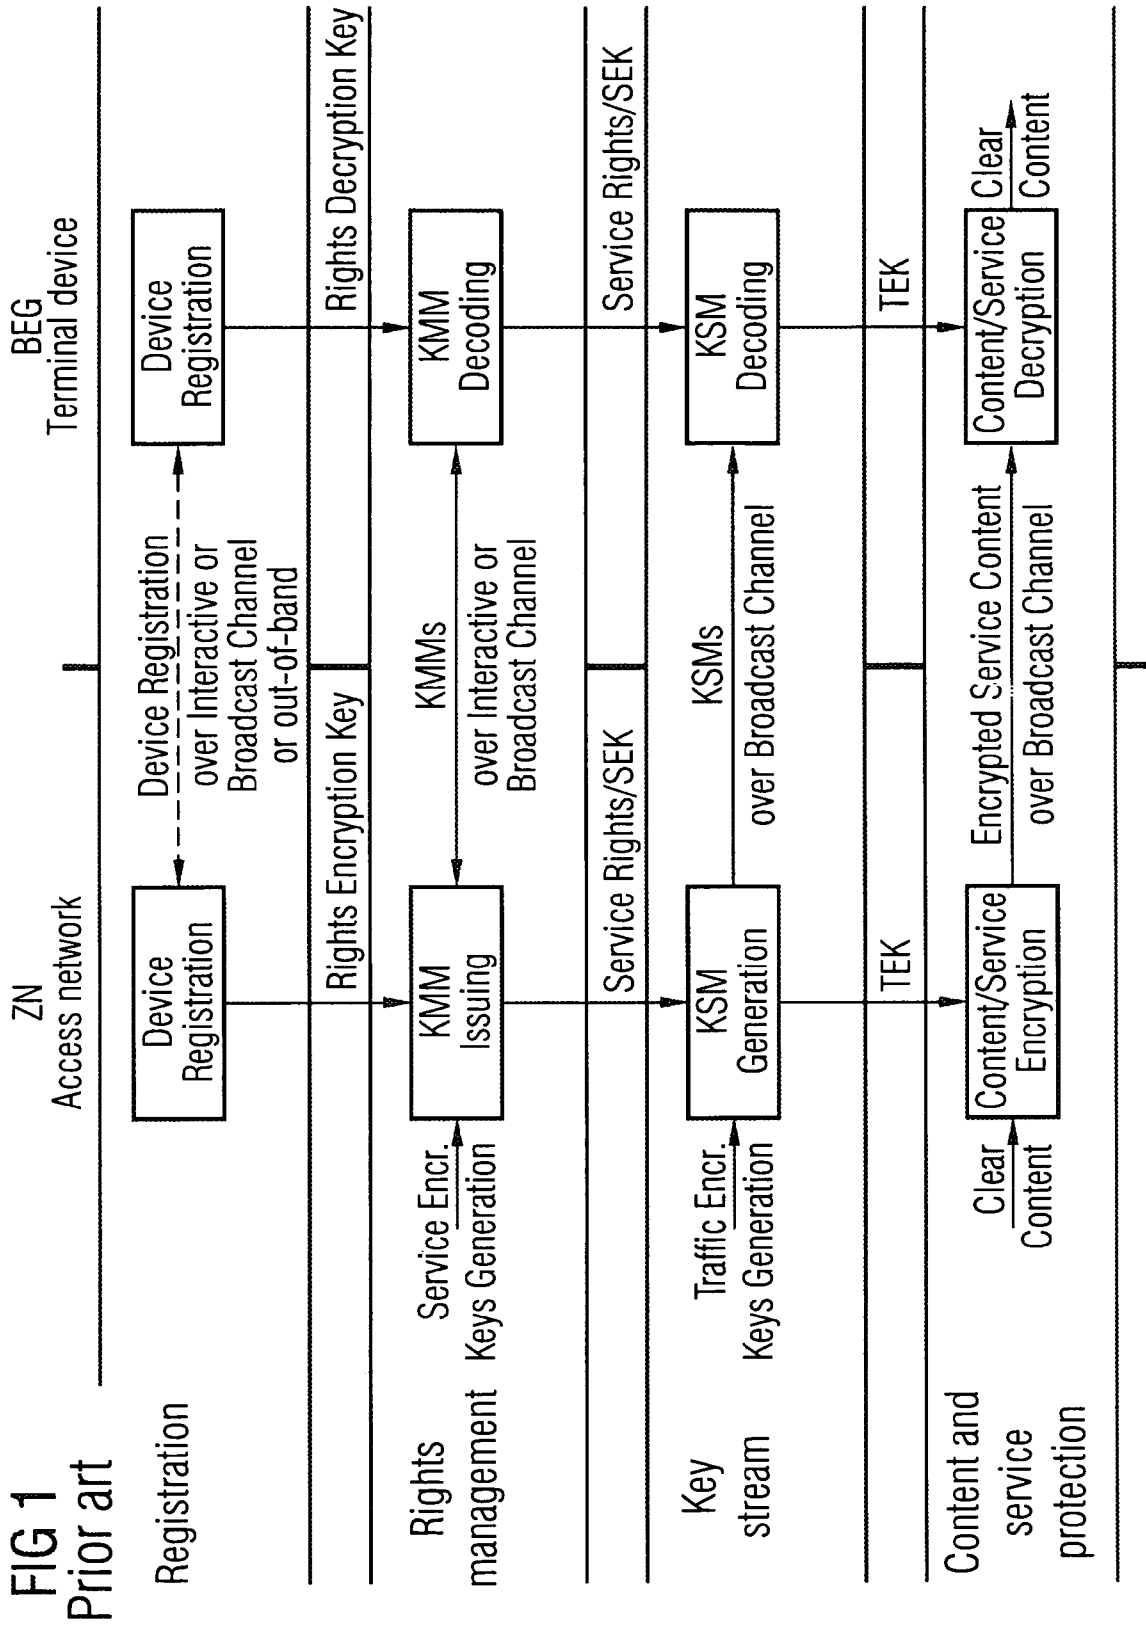 FIG 1
Prior art
ZN
Access network
BEG
Terminal device
Registration
Device
Registration
Device Registration
over Interactive or
Broadcast Channel
or out-of-band
Device
Registration
Rights Encryption Key
Rights Decryption Key
Rights
management
Service Encr.
Keys Generation
KMM
Issuing
KMMs
over Interactive or
Broadcast Channel
KMM
Decoding
Service Rights/SEK
Service Rights/SEK
Key
stream
Traffic Encr.
Keys Generation
KSM
Generation
KSMs
over Broadcast Channel
KSM
Decoding
TEK
TEK
Content and
service
protection
Clear
Content
Content/Service
Encryption
Encrypted Service Content
over Broadcast Channel
Content/Service
Decryption
Clear
Content